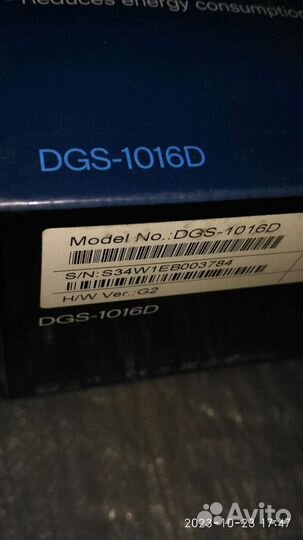 Reduces energy consumption
DGS-1016D
Model No.:DGS-1016D
S/N:S34W1EB003784
H/W Ver.:G2
DGS-1016D
2023-10-23 17:47
Avito